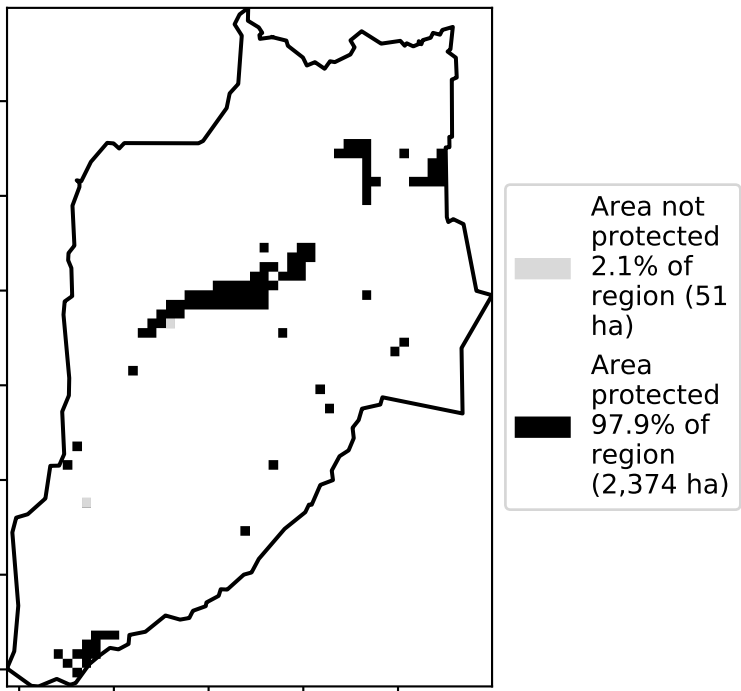 Area not
protected
2.1% of
region (51
ha)
Area
protected
97.9% of
region
(2,374 ha)